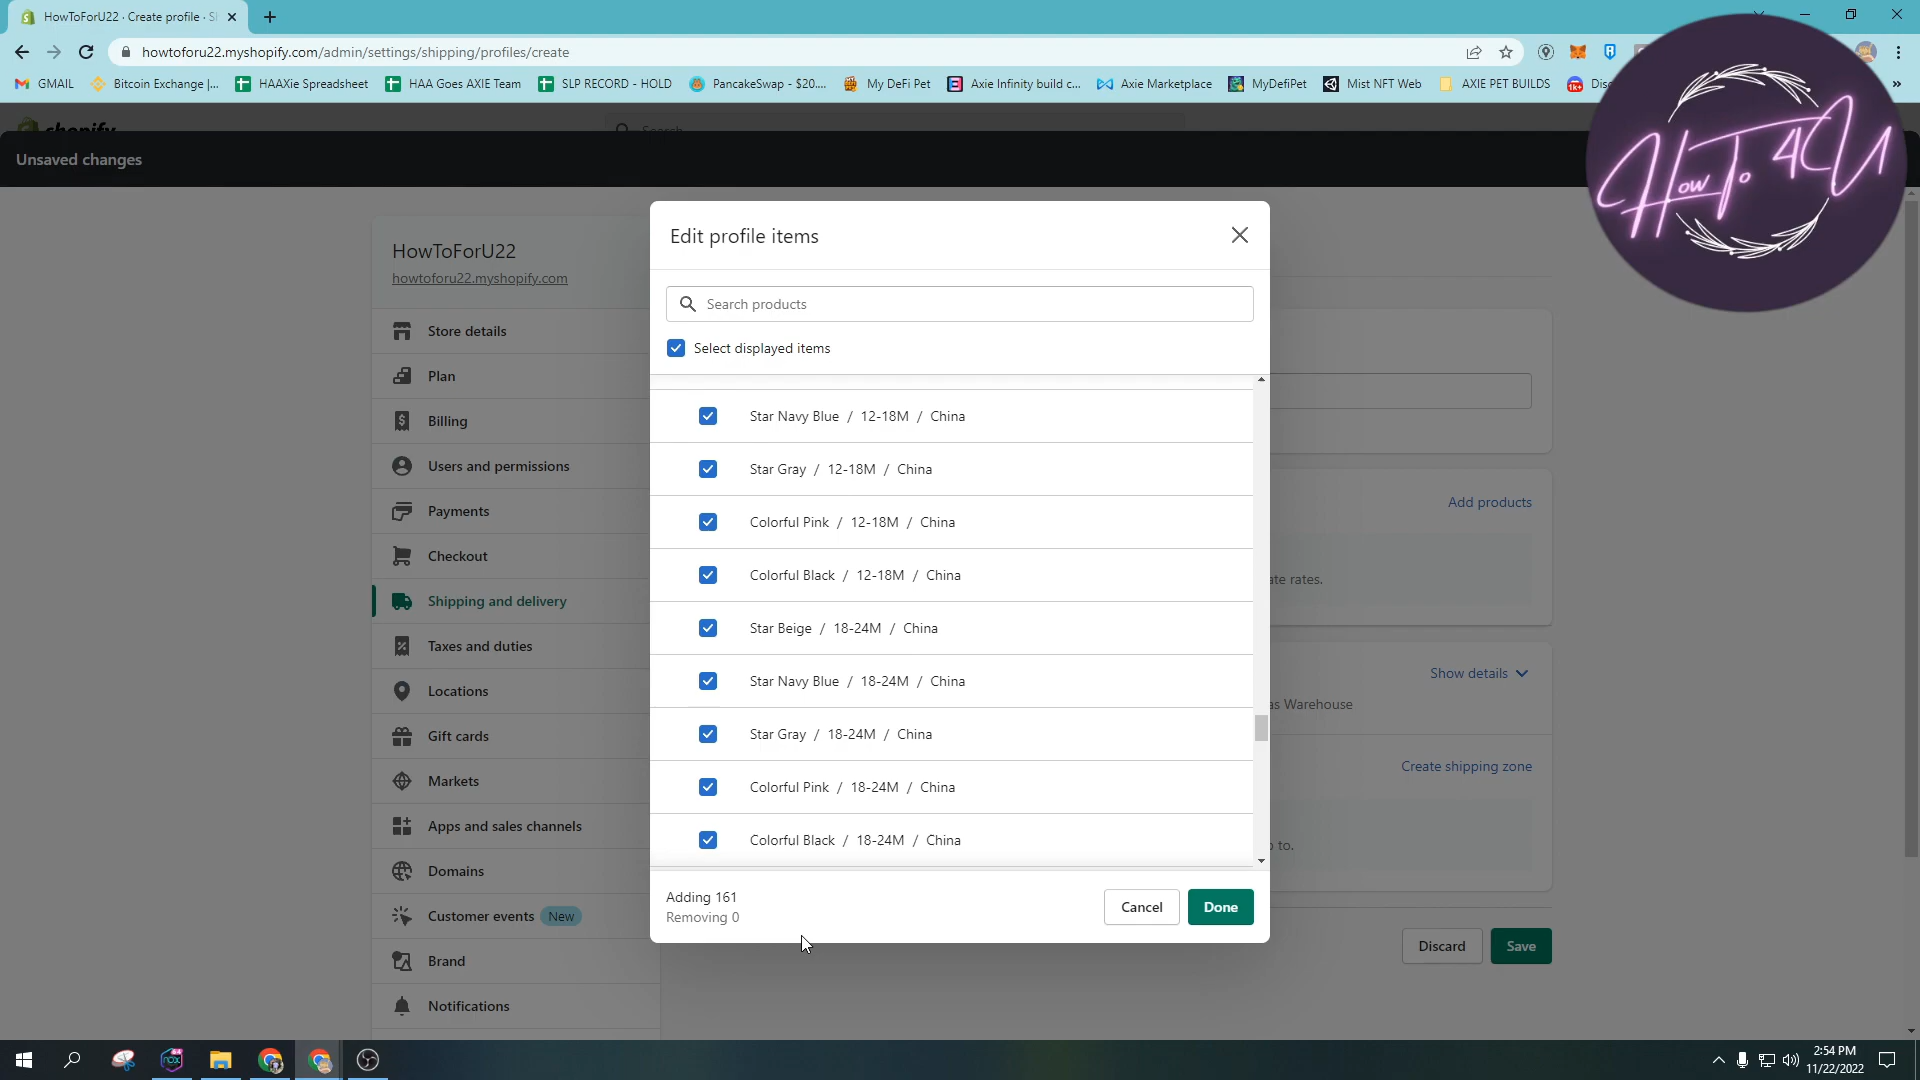 HowToForU22 · Create profile · S
howtoforu22.myshopify.com/admin/settings/shipping/profiles/create
GMAIL
Bitcoin Exchange |...
HAAXie Spreadsheet
HAA Goes AXIE Team
SLP RECORD - HOLD
PancakeSwap - $20....
My DeFi Pet
Axie Infinity build c...
Axie Marketplace
MyDefiPet
Mist NFT Web
AXIE PET BUILDS
1k+
»
shopify
Search
Unsaved changes
How To 4U
HowToForU22
howtoforu22.myshopify.com
Store details
Plan
Billing
Users and permissions
Payments
Checkout
Shipping and delivery
Taxes and duties
Locations
Gift cards
Markets
Apps and sales channels
Domains
Customer events New
Brand
Notifications
Edit profile items
Search products
Select displayed items
Star Navy Blue / 12-18M / China
Star Gray / 12-18M / China
Colorful Pink / 12-18M / China
Colorful Black / 12-18M / China
Star Beige / 18-24M / China
Star Navy Blue / 18-24M / China
Star Gray / 18-24M / China
Colorful Pink / 18-24M / China
Colorful Black / 18-24M / China
Adding 161
Removing 0
Cancel
Done
Add products
ate rates.
Show details
as Warehouse
Create shipping zone
to.
Discard
Save
2:54 PM
11/22/2022